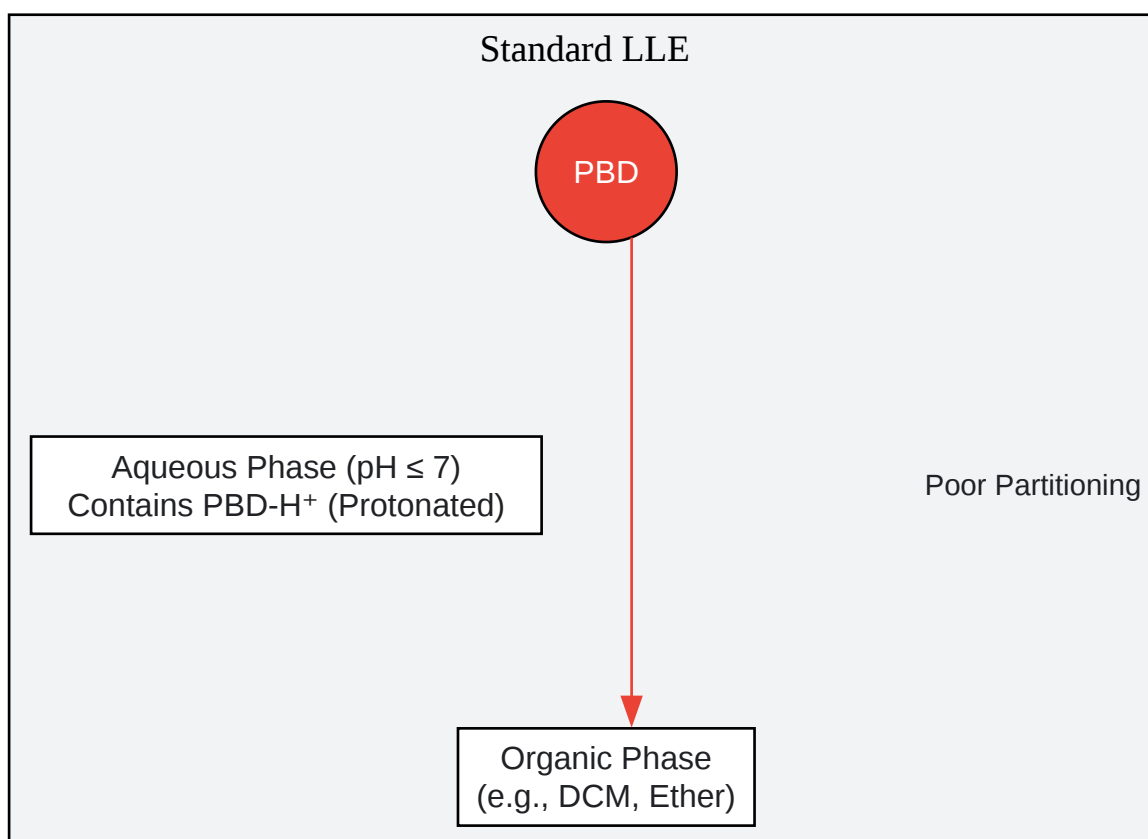 Standard LLE
PBD
Aqueous Phase (pH ≤ 7)
Contains PBD-H⁺ (Protonated)
Poor Partitioning
Organic Phase
(e.g., DCM, Ether)